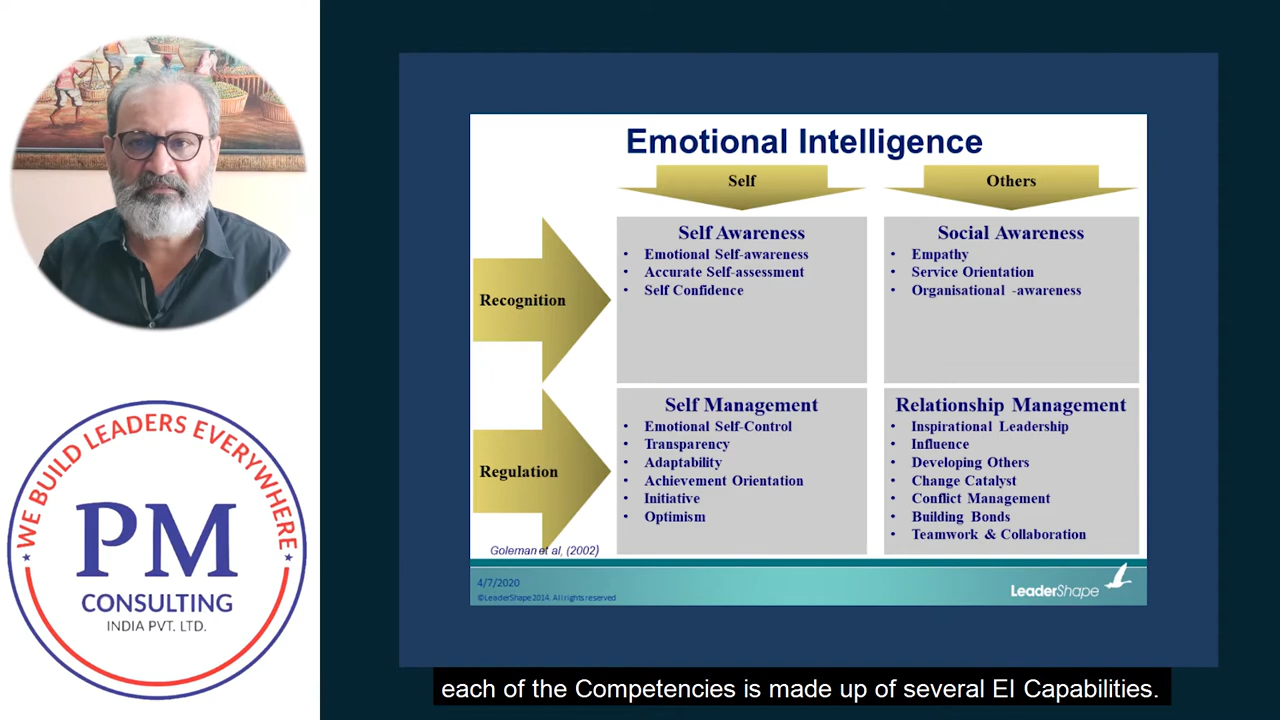 WE BUILD LEADERS EVERYWHERE
PM
CONSULTING
INDIA PVT. LTD.
Emotional Intelligence
Self
Others
Recognition
Self Awareness
• Emotional Self-awareness
• Accurate Self-assessment
• Self Confidence
Social Awareness
• Empathy
• Service Orientation
• Organisational -awareness
Regulation
Self Management
• Emotional Self-Control
• Transparency
• Adaptability
• Achievement Orientation
• Initiative
• Optimism
Relationship Management
• Inspirational Leadership
• Influence
• Developing Others
• Change Catalyst
• Conflict Management
• Building Bonds
• Teamwork & Collaboration
Goleman et al, (2002)
4/7/2020
©LeaderShape 2014. All rights reserved
LeaderShape
each of the Competencies is made up of several EI Capabilities.